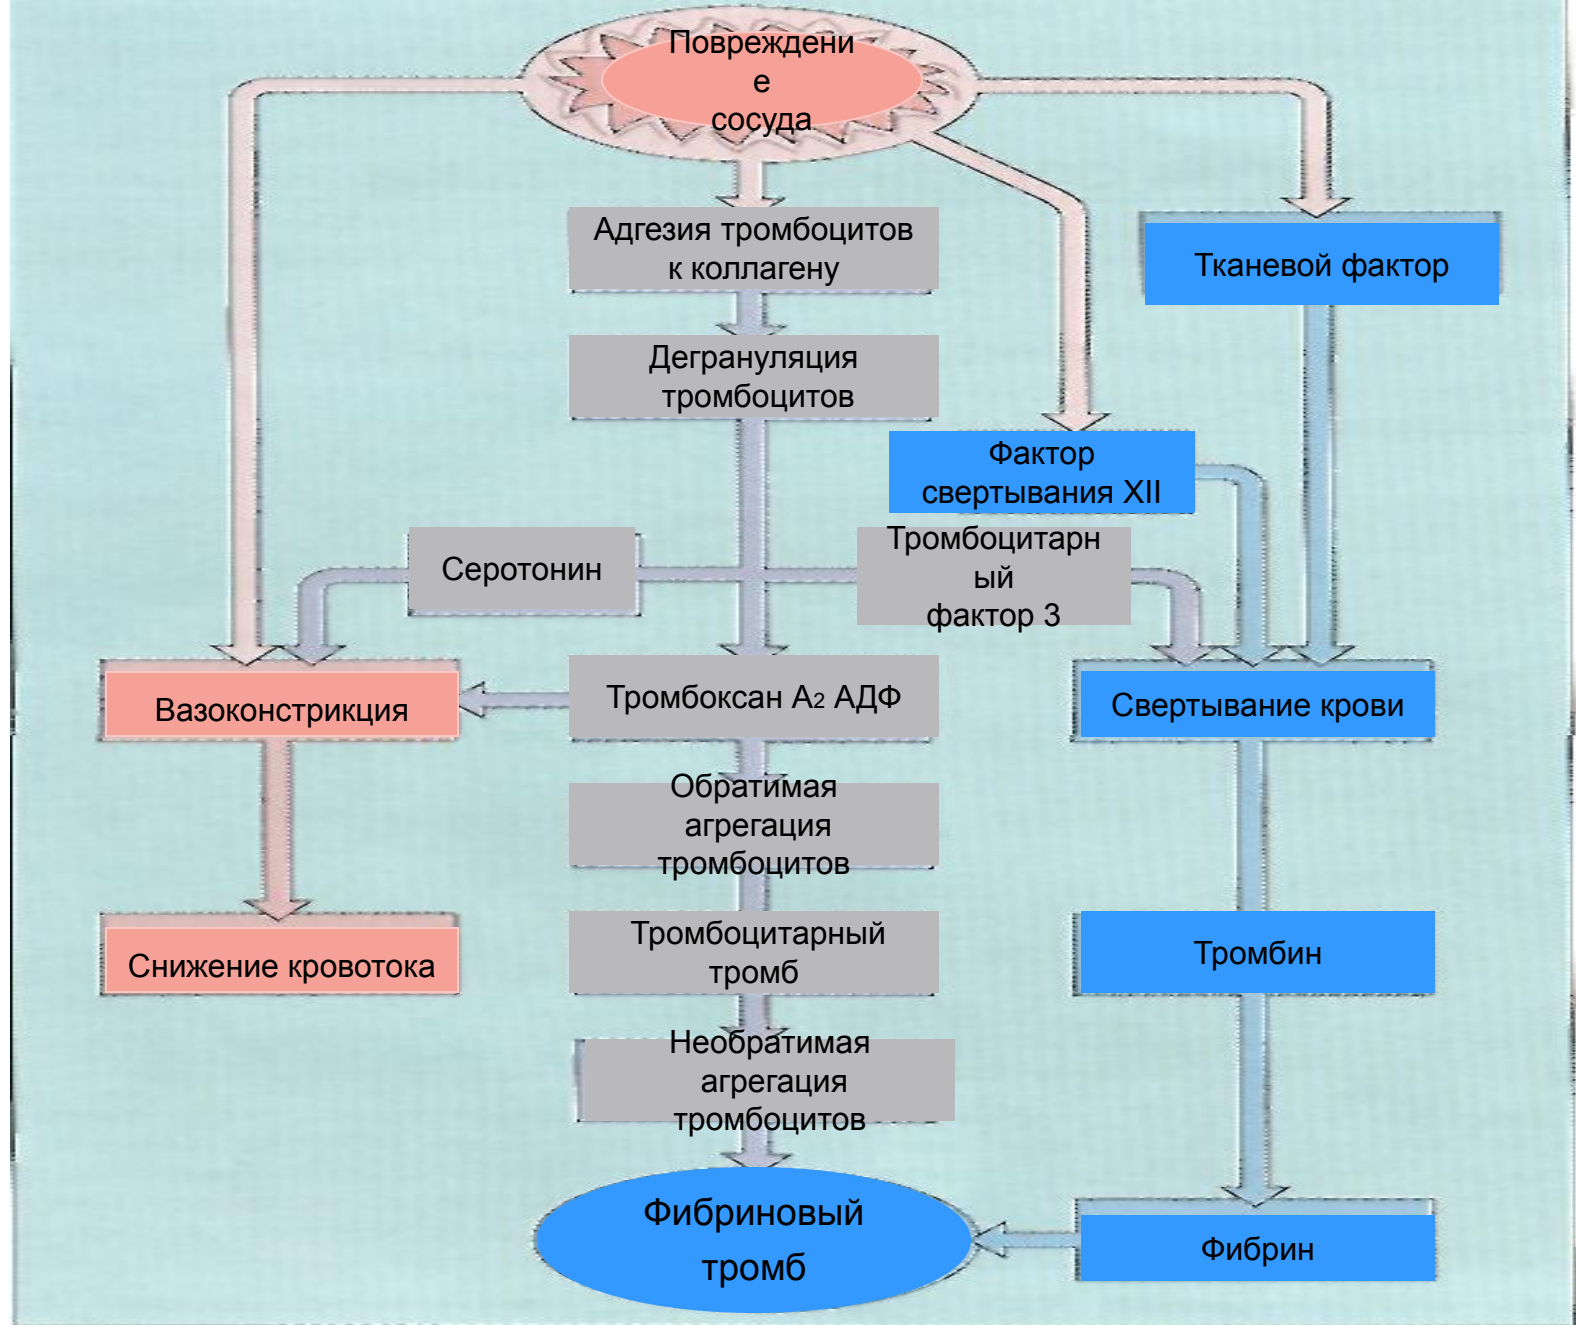 Повреждени
е
сосуда
Адгезия тромбоцитов
к коллагену
Тканевой фактор
Дегрануляция
тромбоцитов
Фактор
свертывания XII
Серотонин
Тромбоцитарн
ый
фактор 3
Вазоконстрикция
Тромбоксан А2 АДФ
Свертывание крови
Обратимая
агрегация
тромбоцитов
Снижение кровотока
Тромбоцитарный
тромб
Тромбин
Необратимая
агрегация
тромбоцитов
Фибриновый
тромб
Фибрин